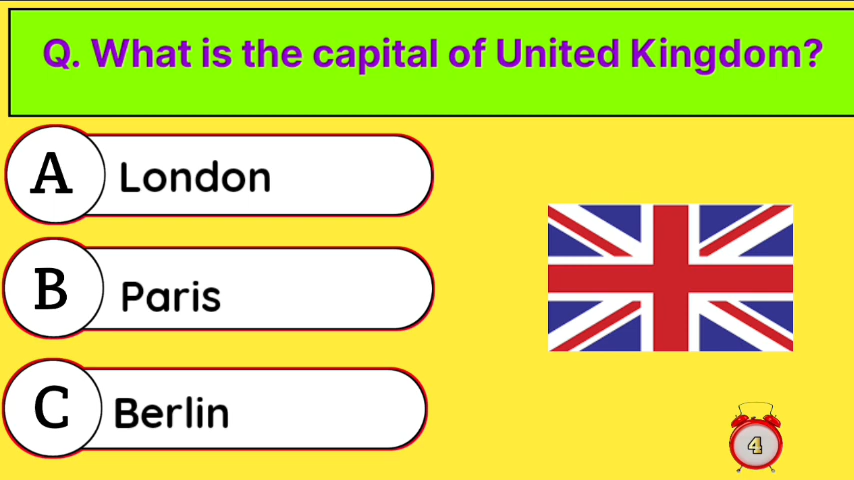 Q. What is the capital of United Kingdom?
A London
B Paris
C Berlin
4